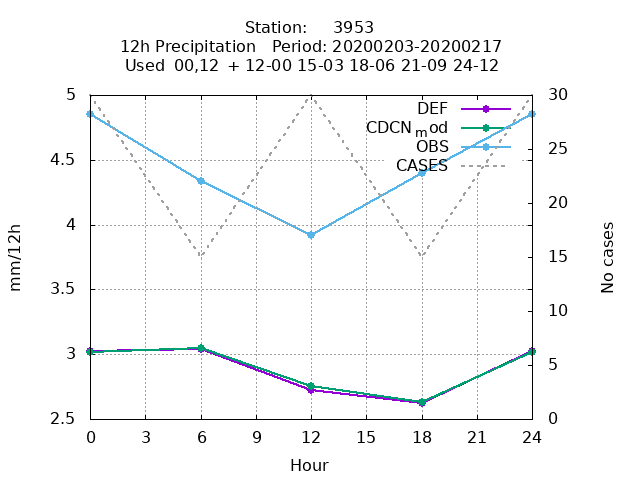 Station: 3953
12h Precipitation Period: 20200203-20200217
Used 00,12 + 12-00 15-03 18-06 21-09 24-12
5 30
DEF
CDCN mod
OBS
CASES
4.5 25
4 20
3.5 15
3 10
2.5 5
0
mm/12h
No cases
0 3 6 9 12 15 18 21 24
Hour